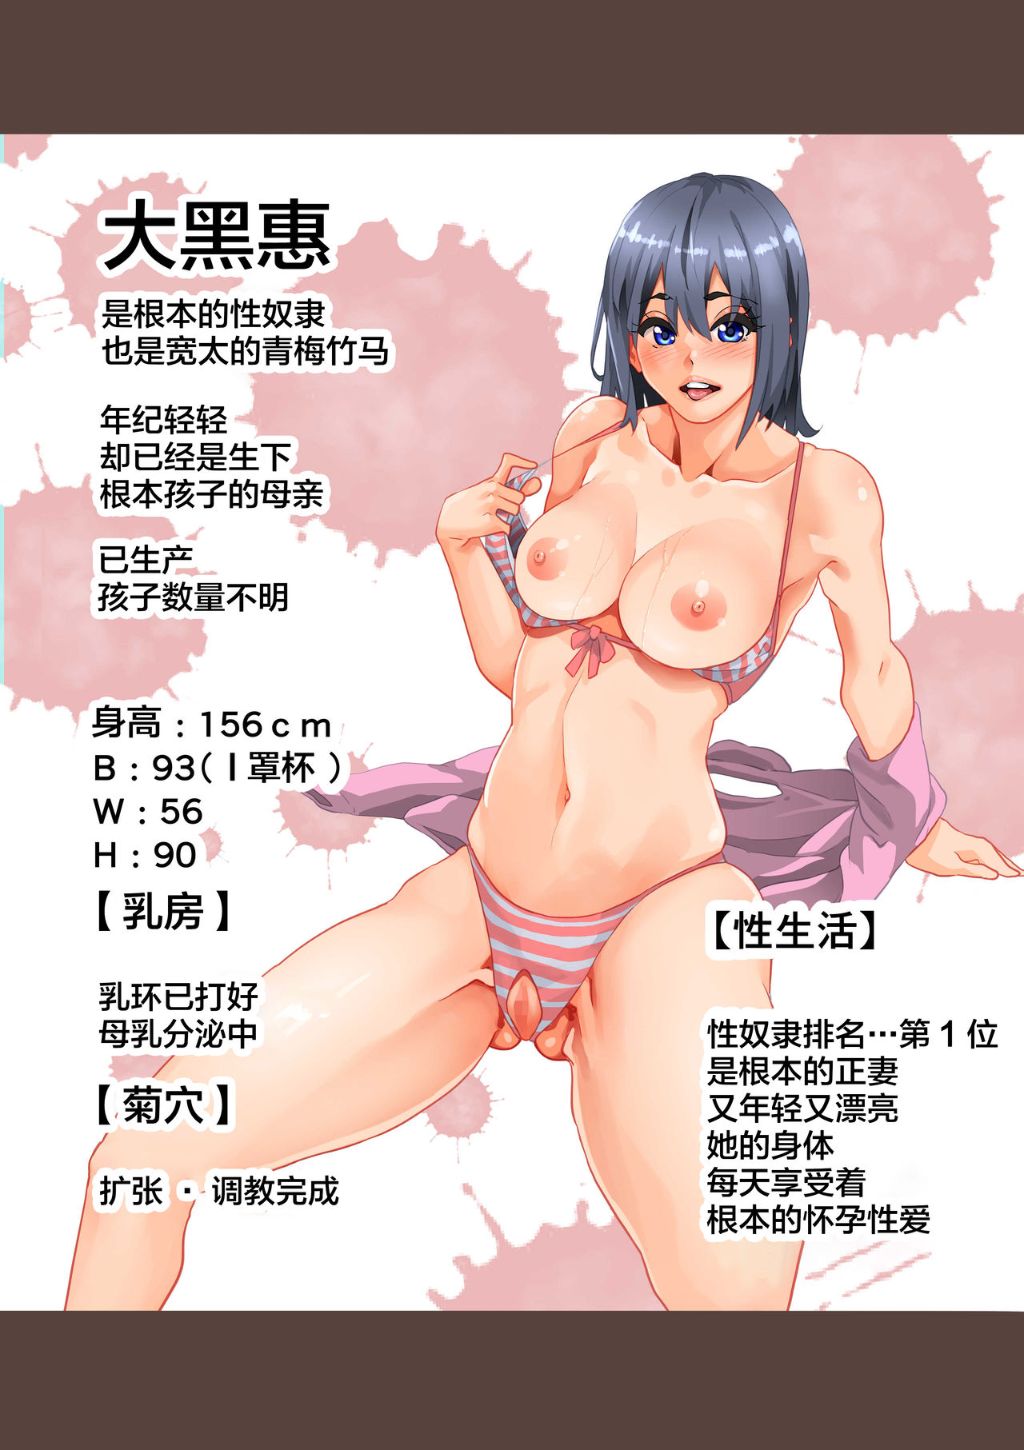 大黑惠
是根本的性奴隶
也是宽太的青梅竹马
年纪轻轻
却已经是生下
根本孩子的母亲
已生产
孩子数量不明
身高：156cm
B：93（I罩杯）
W：56
H：90
【乳房】
乳环已打好
母乳分泌中
【菊穴】
扩张・调教完成
【性生活】
性奴隶排名…第1位
是根本的正妻
又年轻又漂亮
她的身体
每天享受着
根本的怀孕性爱